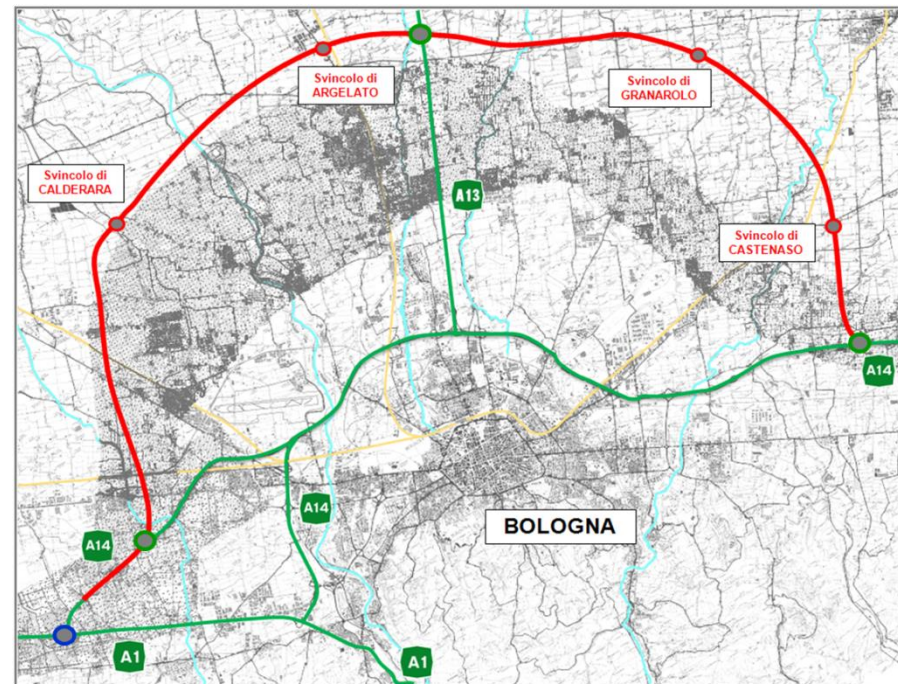 Svincolo di
ARGELATO
Svincolo di
GRANAROLO
Svincolo di
CALDERARA
A13
Svincolo di
CASTENASO
A14
A14
BOLOGNA
A14
A1
A1